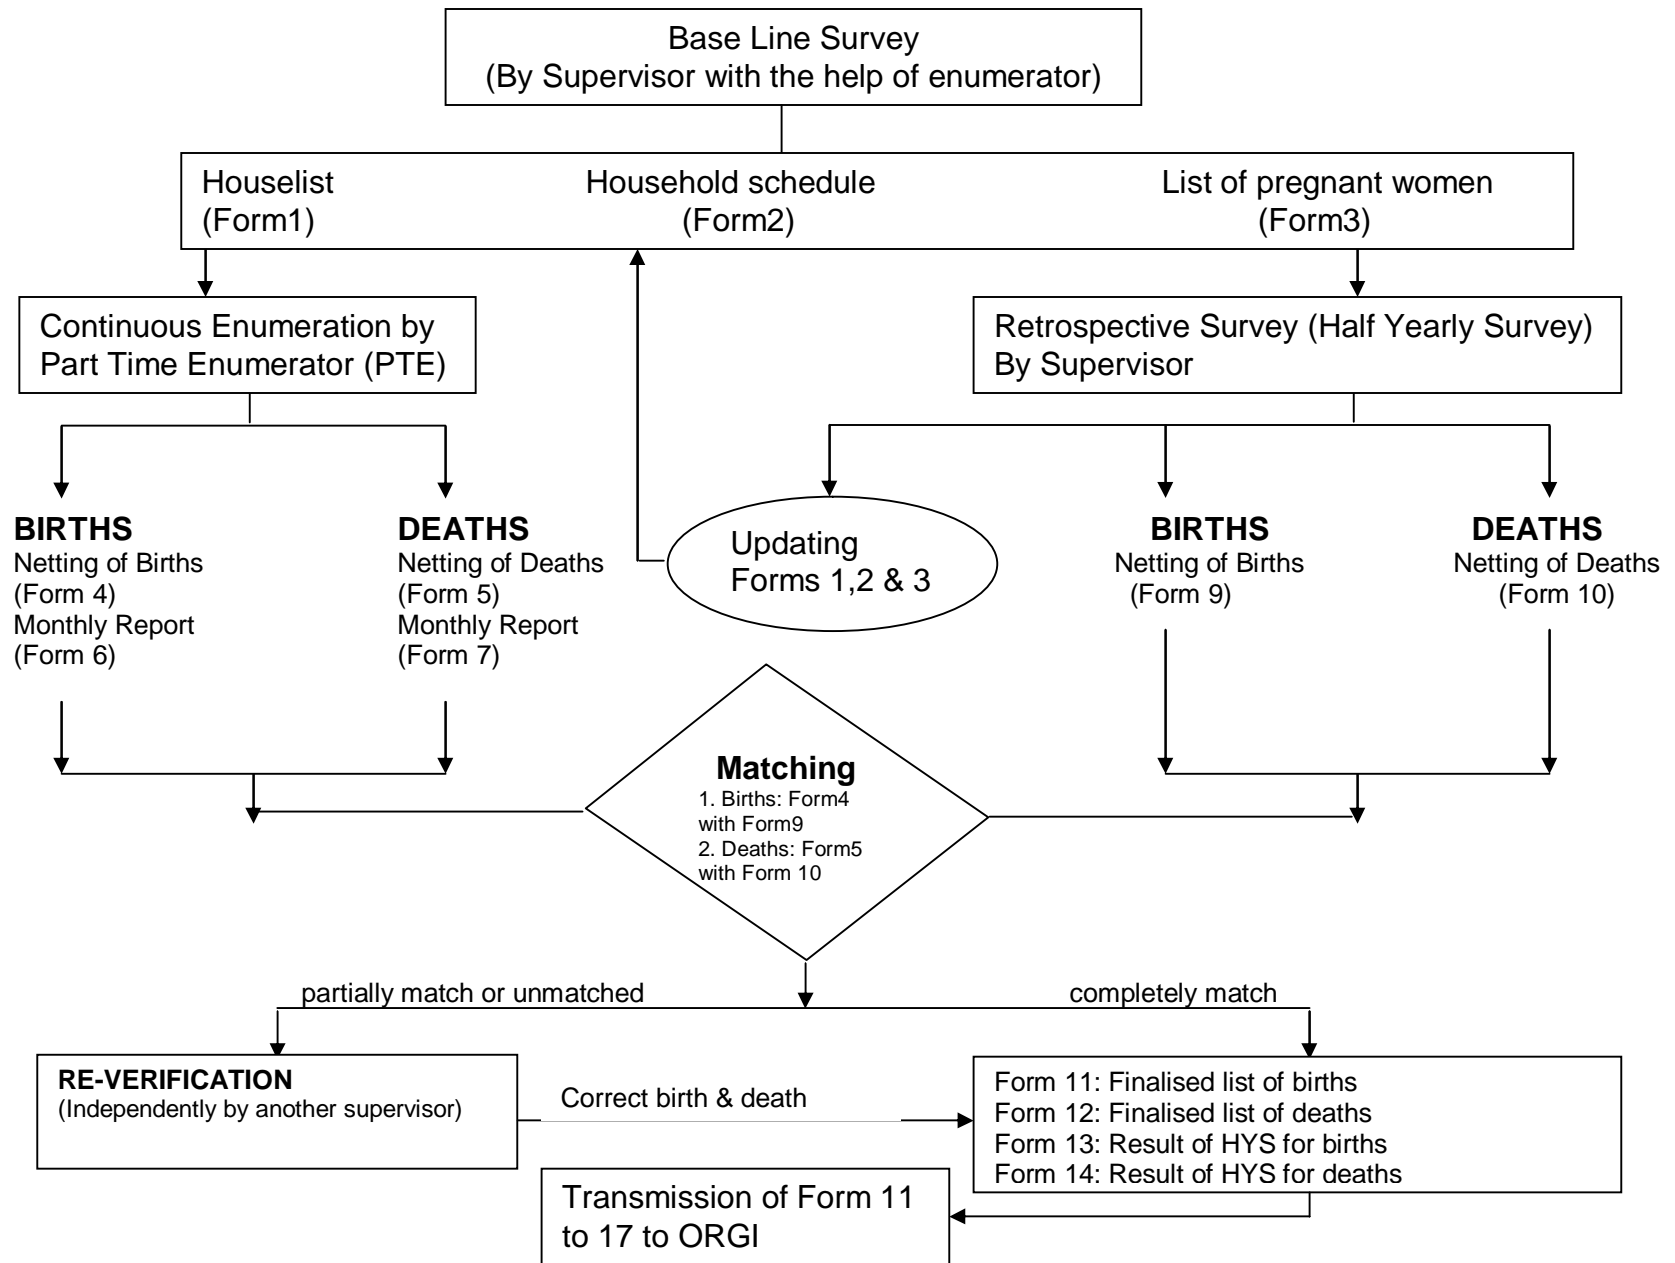 Base Line Survey
(By Supervisor with the help of enumerator)
Houselist
(Form1)
Household schedule
(Form2)
List of pregnant women
(Form3)
Continuous Enumeration by
Part Time Enumerator (PTE)
Retrospective Survey (Half Yearly Survey)
By Supervisor
BIRTHS
Netting of Births
(Form 4)
Monthly Report
(Form 6)
DEATHS
Netting of Deaths
(Form 5)
Monthly Report
(Form 7)
Updating
Forms 1,2 & 3
BIRTHS
Netting of Births
(Form 9)
DEATHS
Netting of Deaths
(Form 10)
Matching
1. Births: Form4
with Form9
2. Deaths: Form5
with Form 10
partially match or unmatched
completely match
RE-VERIFICATION
(Independently by another supervisor)
Correct birth & death
Form 11: Finalised list of births
Form 12: Finalised list of deaths
Form 13: Result of HYS for births
Form 14: Result of HYS for deaths
Transmission of Form 11
to 17 to ORGI